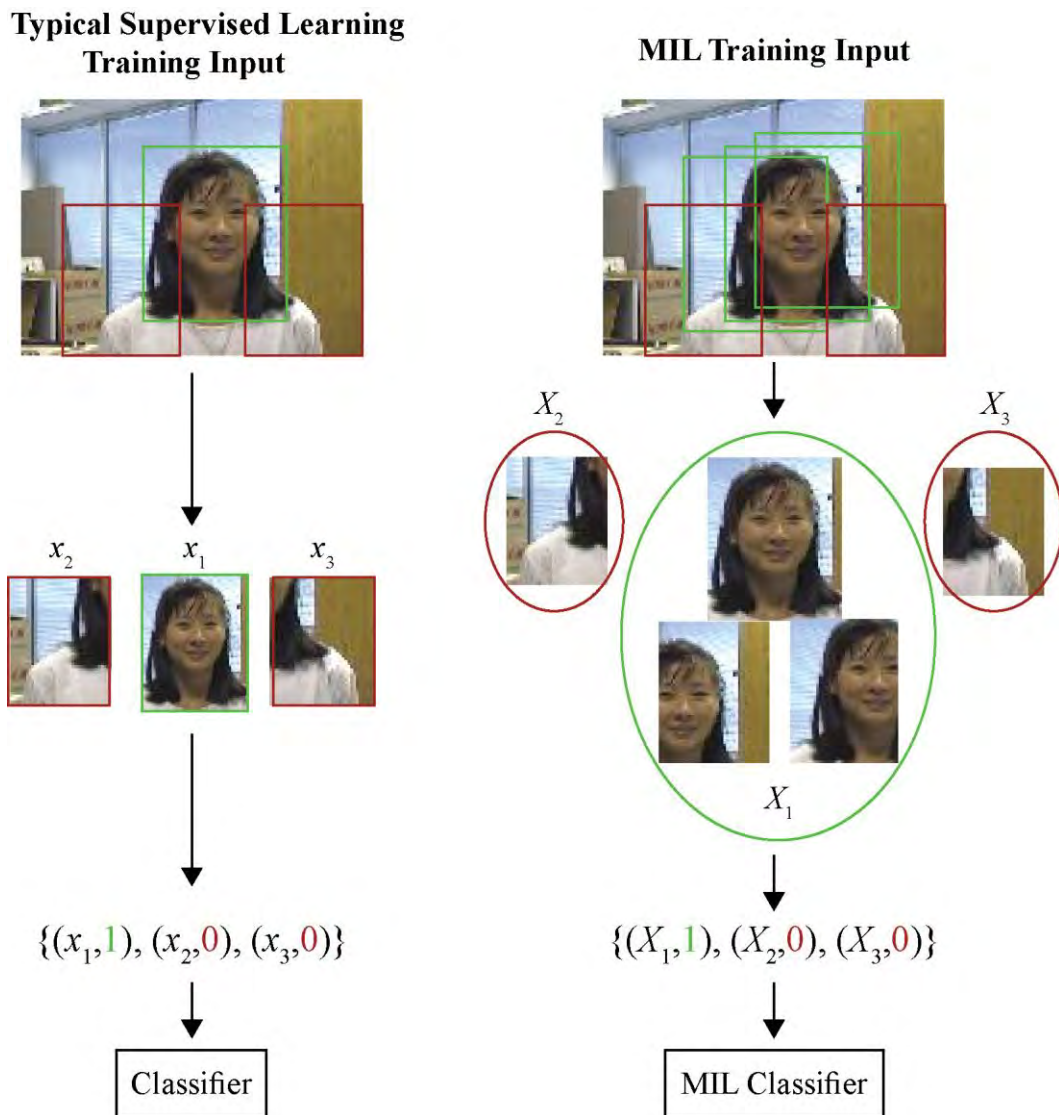 Typical Supervised Learning
Training Input
MIL Training Input
X₂
X₃
x₂
x₁
x₃
X₁
{(x₁,1), (x₂,0), (x₃,0)}
{(X₁,1), (X₂,0), (X₃,0)}
Classifier
MIL Classifier